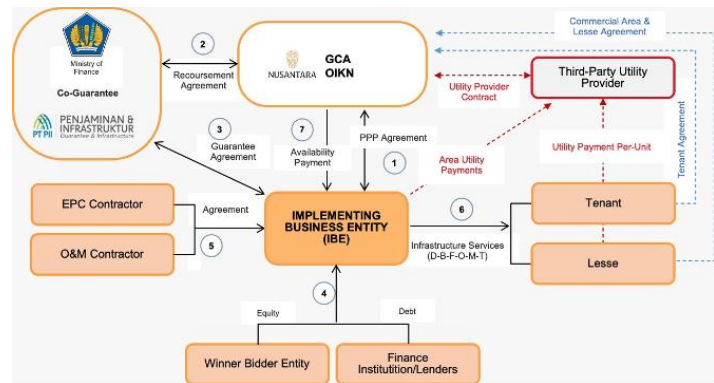 Ministry of
Finance
Co-Guarantee
PT PII
PENJAMINAN &
INFRASTRUKTUR
Guarantee & Infrastructure
2
Recoursement
Agreement
NUSANTARA
GCA
OIKN
Commercial Area &
Lesse Agreement
Utility Provider
Contract
Third-Party Utility
Provider
3
Guarantee
Agreement
7
Availability
Payment
PPP Agreement
1
Area Utility
Payments
Utility Payment Per-Unit
Tenant Agreement
EPC Contractor
O&M Contractor
Agreement
5
IMPLEMENTING
BUSINESS ENTITY
(IBE)
6
Infrastructure Services
(D-B-F-O-M-T)
Tenant
Lesse
4
Equity
Debt
Winner Bidder Entity
Finance
Institutition/Lenders